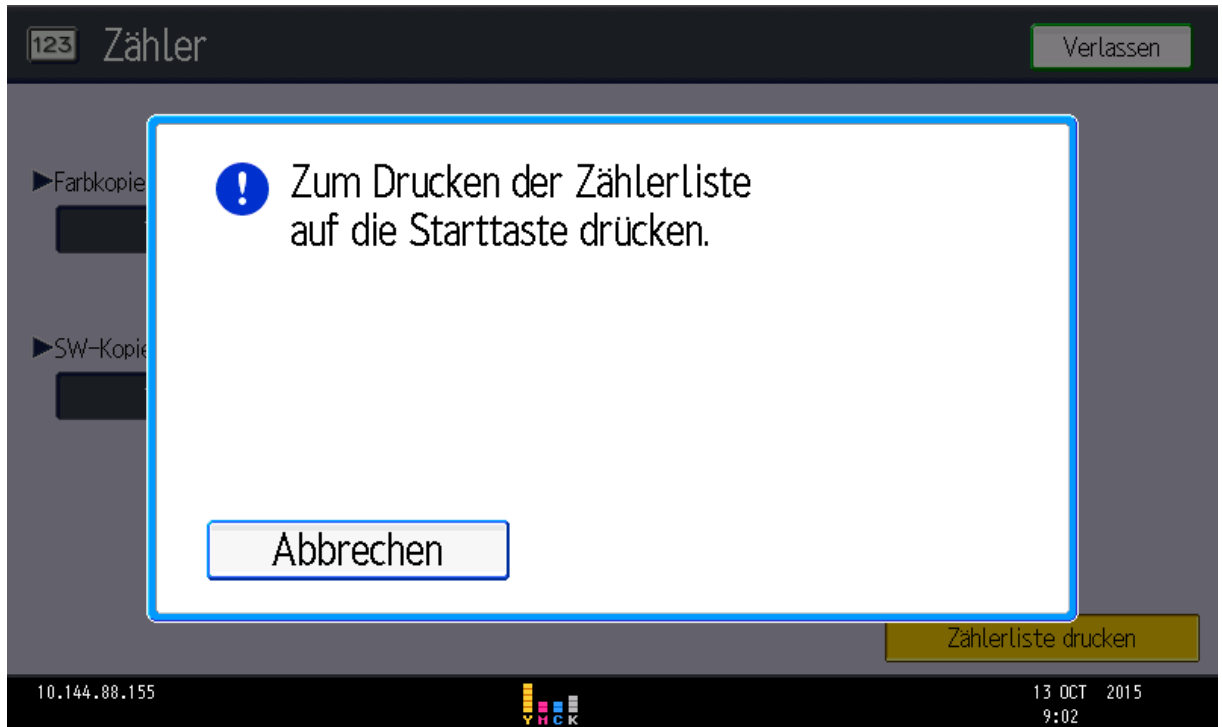 123 Zähler
Verlassen
Zum Drucken der Zählerliste
auf die Starttaste drücken.
►Farbkopie
►SW-Kopie
Abbrechen
Zählerliste drucken
10.144.88.155
Y M C K
13 OCT 2015
9:02